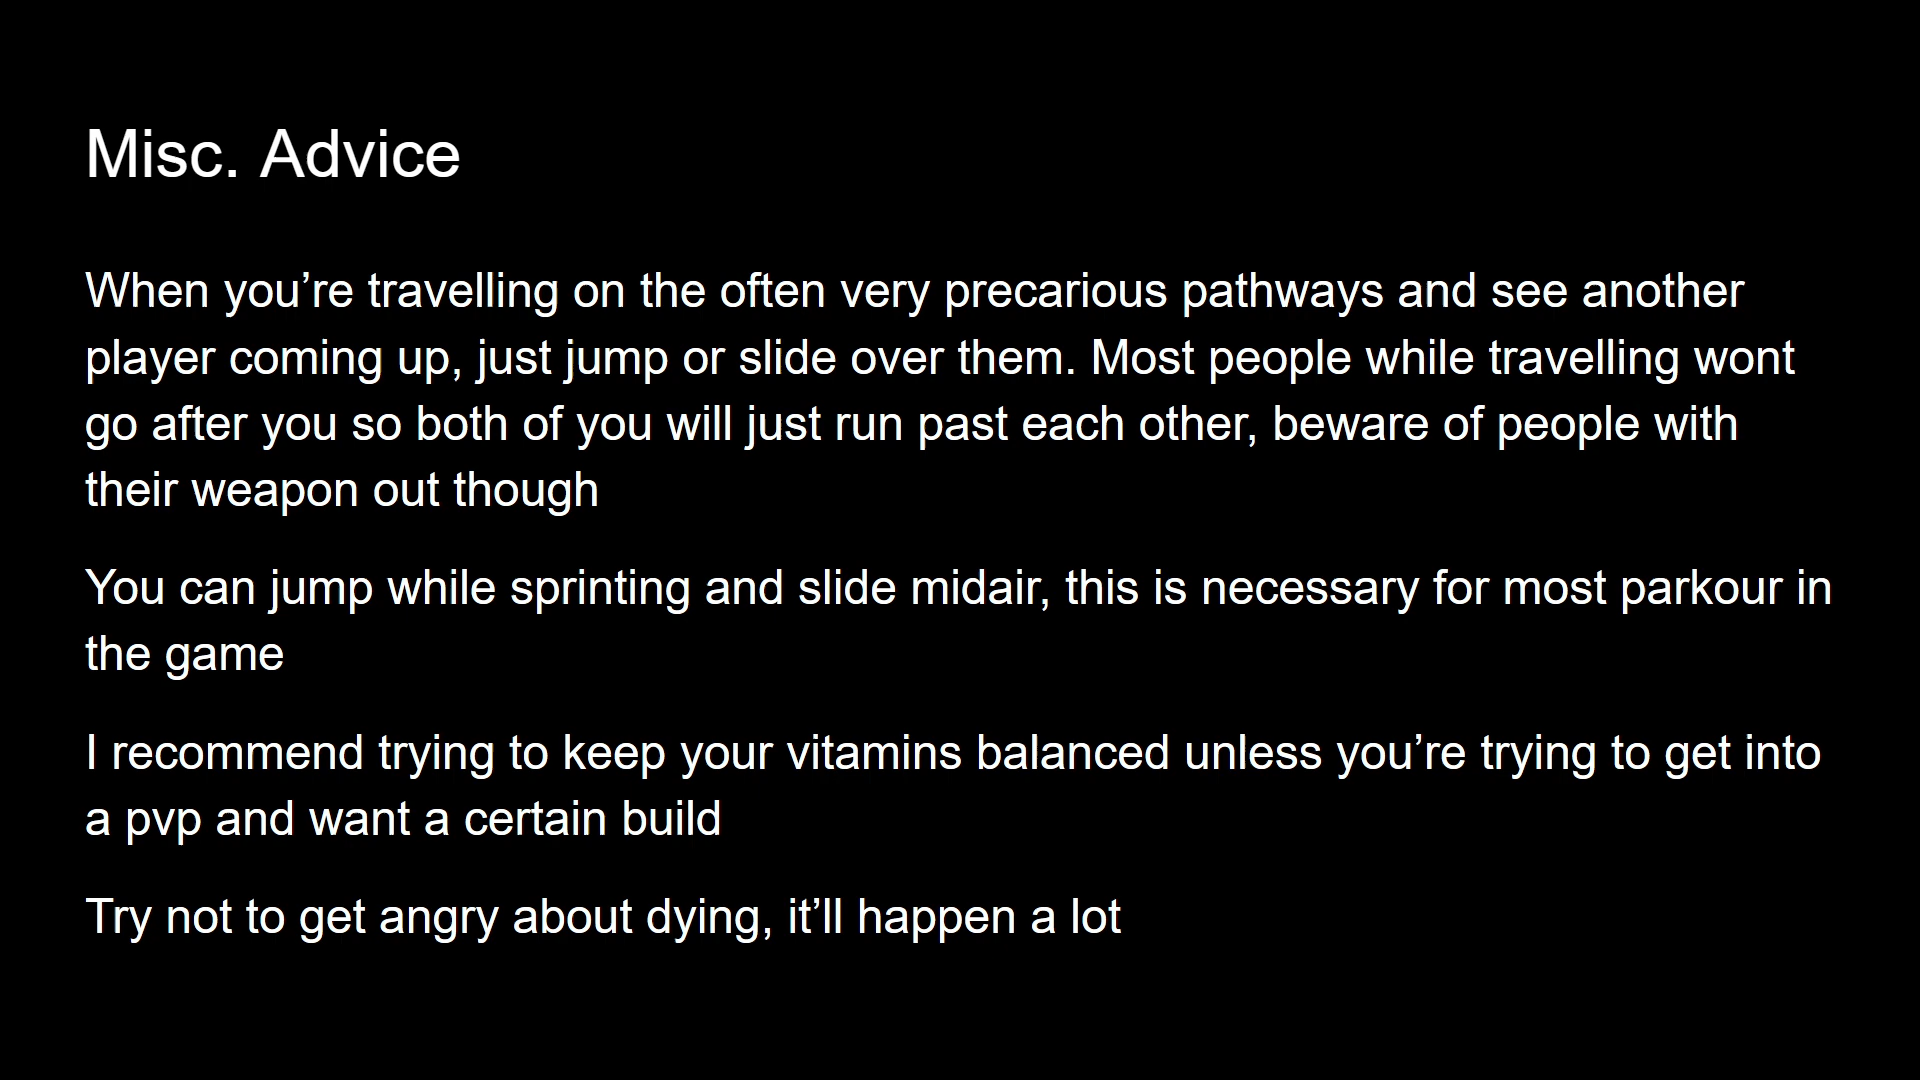 Misc. Advice
When you’re travelling on the often very precarious pathways and see another
player coming up, just jump or slide over them. Most people while travelling wont
go after you so both of you will just run past each other, beware of people with
their weapon out though
You can jump while sprinting and slide midair, this is necessary for most parkour in
the game
I recommend trying to keep your vitamins balanced unless you’re trying to get into
a pvp and want a certain build
Try not to get angry about dying, it’ll happen a lot